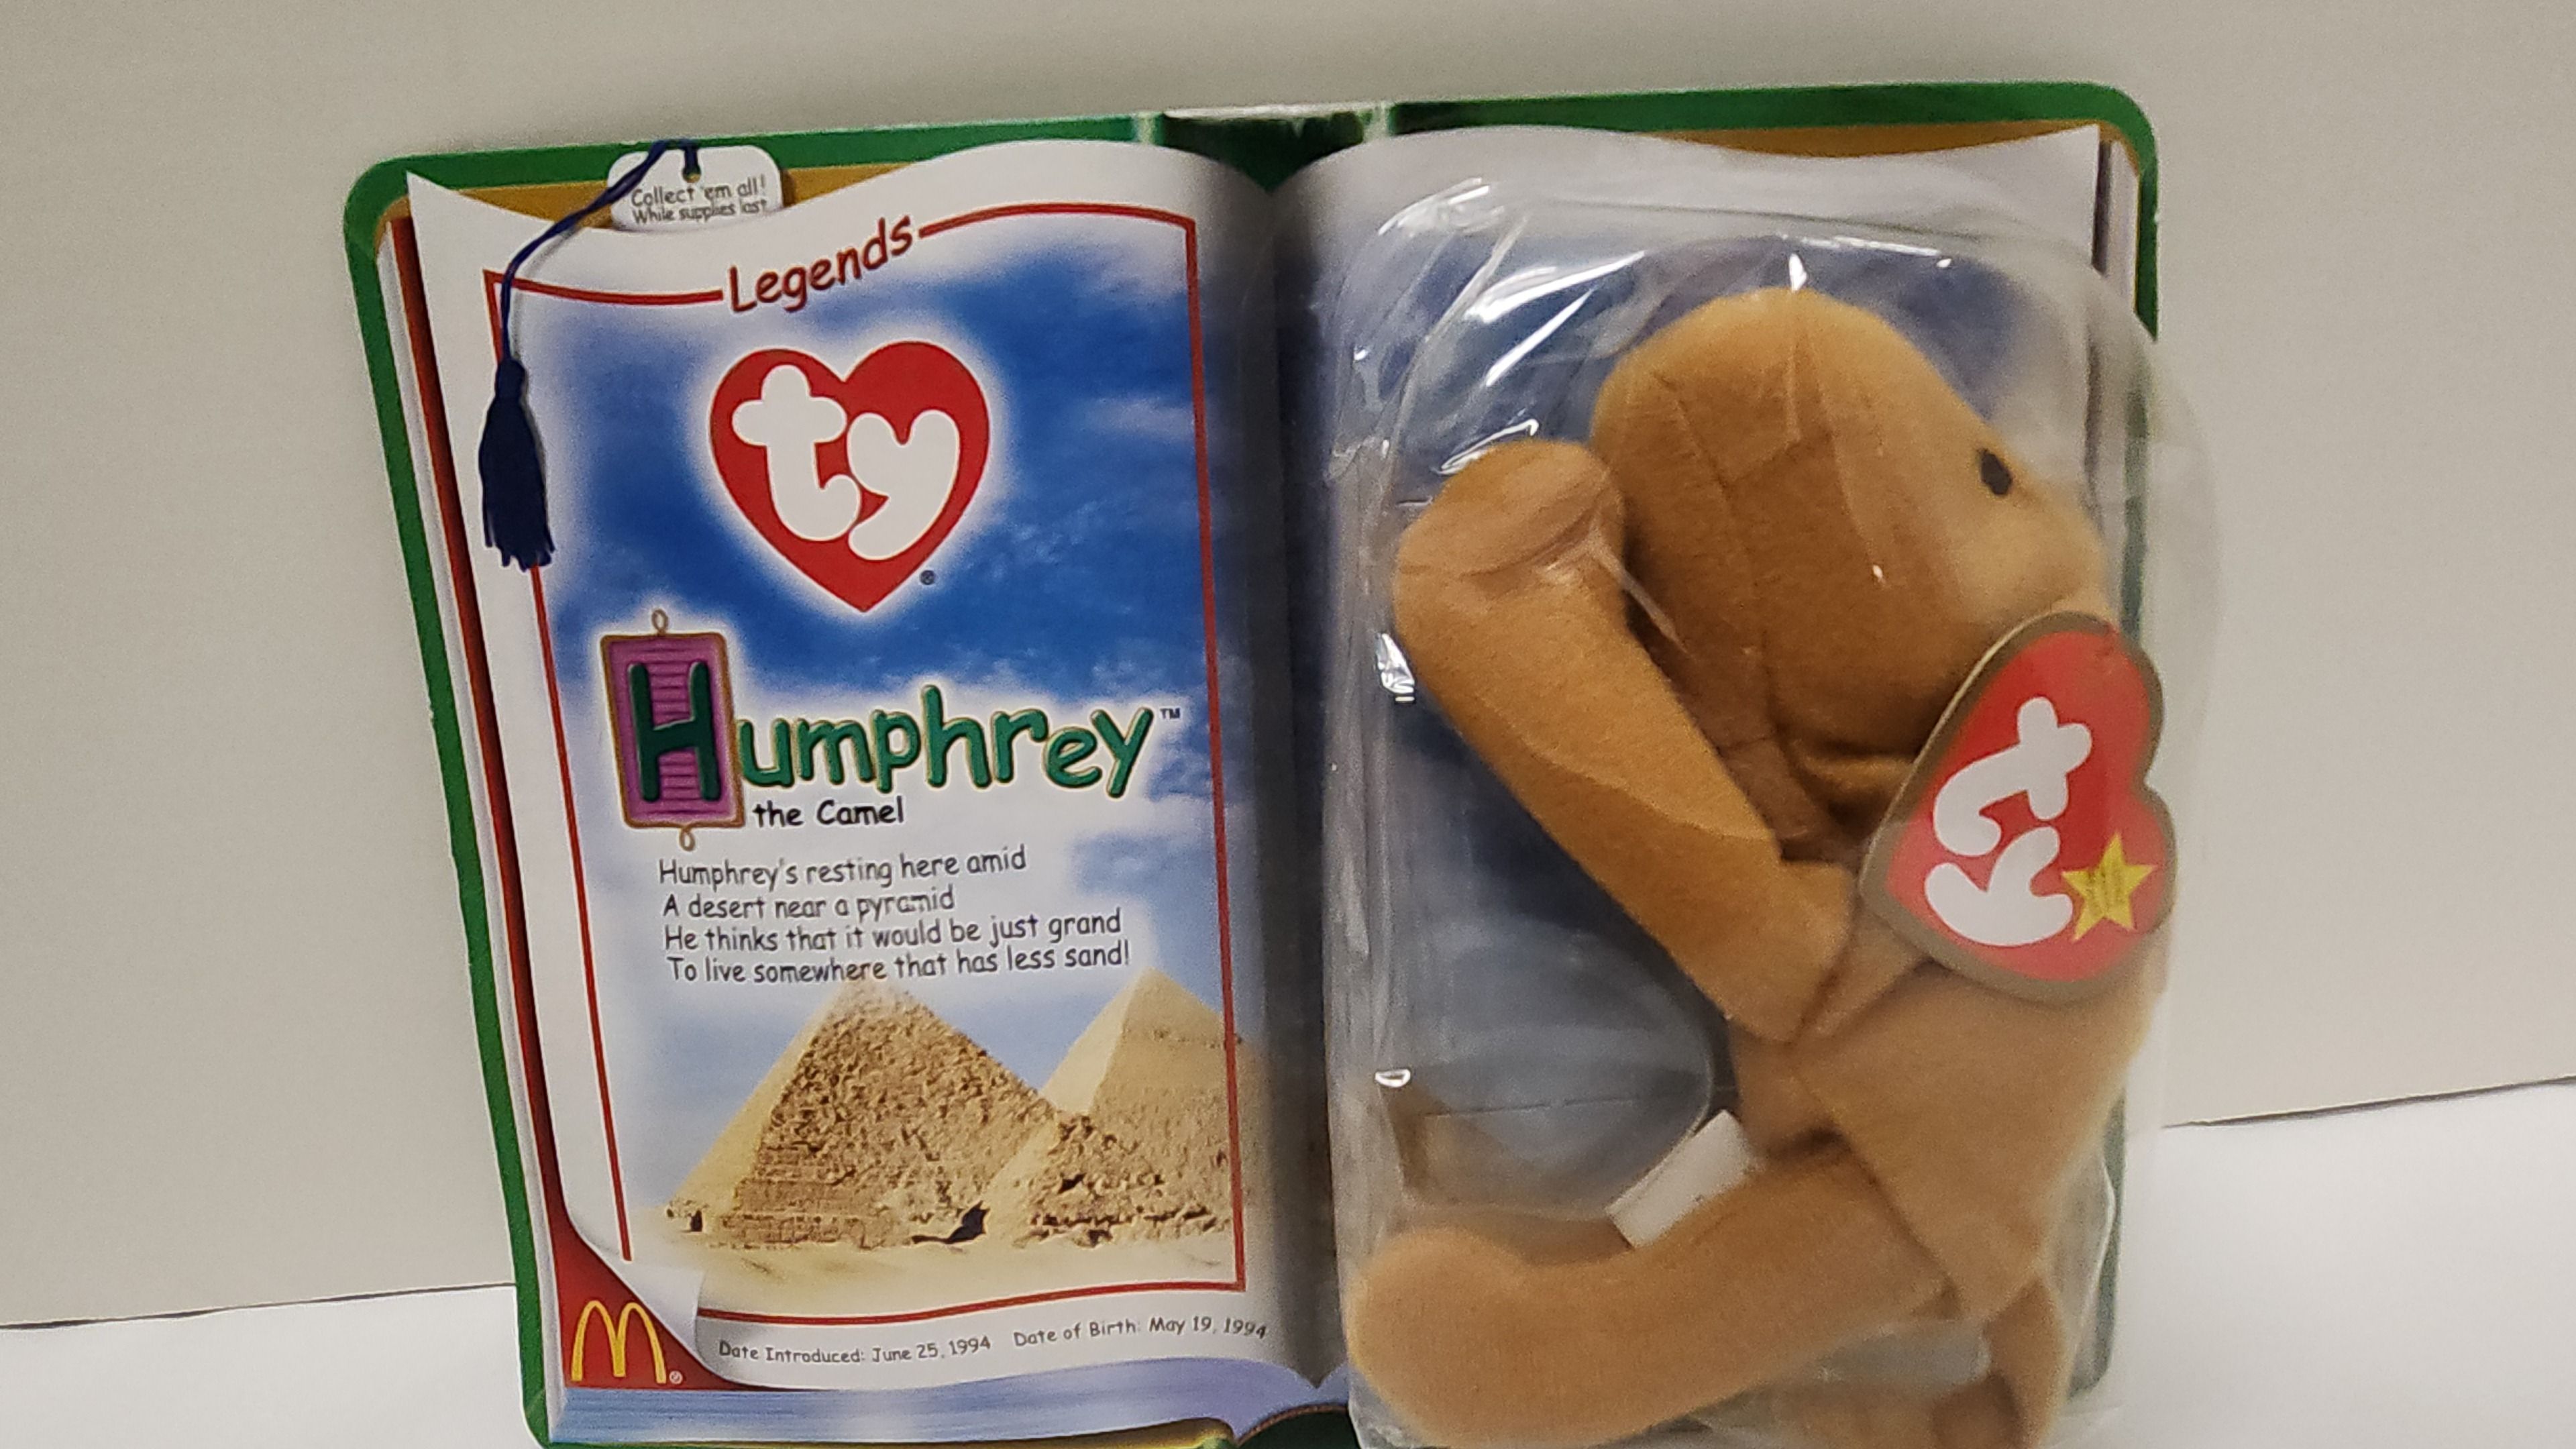 Collect 'em all!
While supplies last
Legends
ty®
Humphrey™
the Camel
Humphrey's resting here amid
A desert near a pyramid
He thinks that it would be just grand
To live somewhere that has less sand!
M®
Date Introduced: June 25, 1994 Date of Birth: May 19, 1994
ty